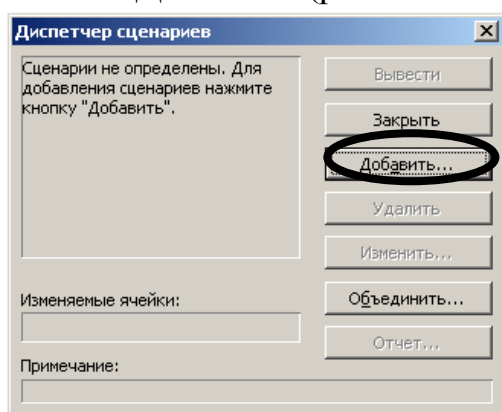 Диспетчер сценариев
Сценарии не определены. Для
добавления сценариев нажмите
кнопку "Добавить".
Вывести
Закрыть
Добавить...
Удалить
Изменить...
Объединить...
Отчет...
Изменяемые ячейки:
Примечание: